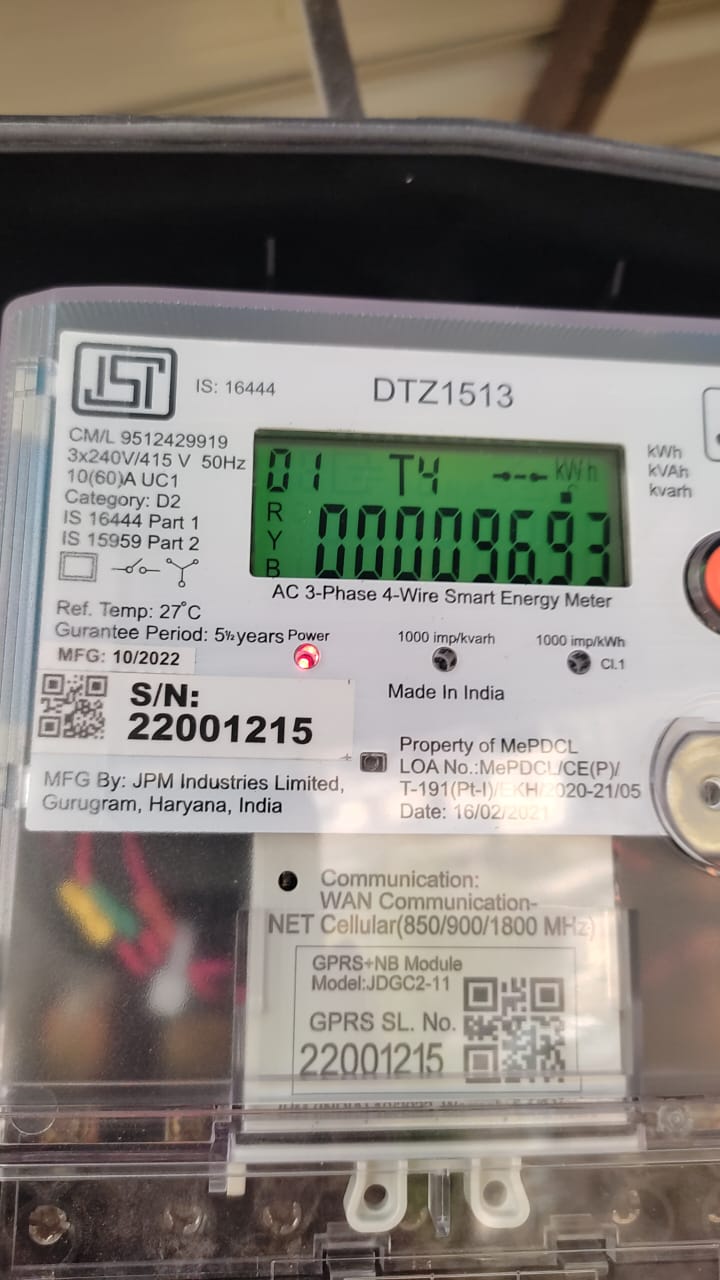 ISI
IS: 16444
DTZ1513
CM/L 9512429919
3x240V/415 V 50Hz
10(60)A UC1
Category: D2
IS 16444 Part 1
IS 15959 Part 2
01 T4 kWh
R
Y
B
000096.93
kWh
kVAh
kvarh
AC 3-Phase 4-Wire Smart Energy Meter
Ref. Temp: 27°C
Gurantee Period: 5½years
Power
1000 imp/kvarh
1000 imp/kWh
Cl.1
MFG: 10/2022
S/N:
22001215
Made In India
MFG By: JPM Industries Limited,
Gurugram, Haryana, India
Property of MePDCL
LOA No.:MePDCL/CE(P)/
T-191(Pt-I)/EKH/2020-21/05
Date: 16/02/2021
Communication:
WAN Communication-
NET Cellular(850/900/1800 MHz)
GPRS+NB Module
Model:JDGC2-11
GPRS SL. No.
22001215